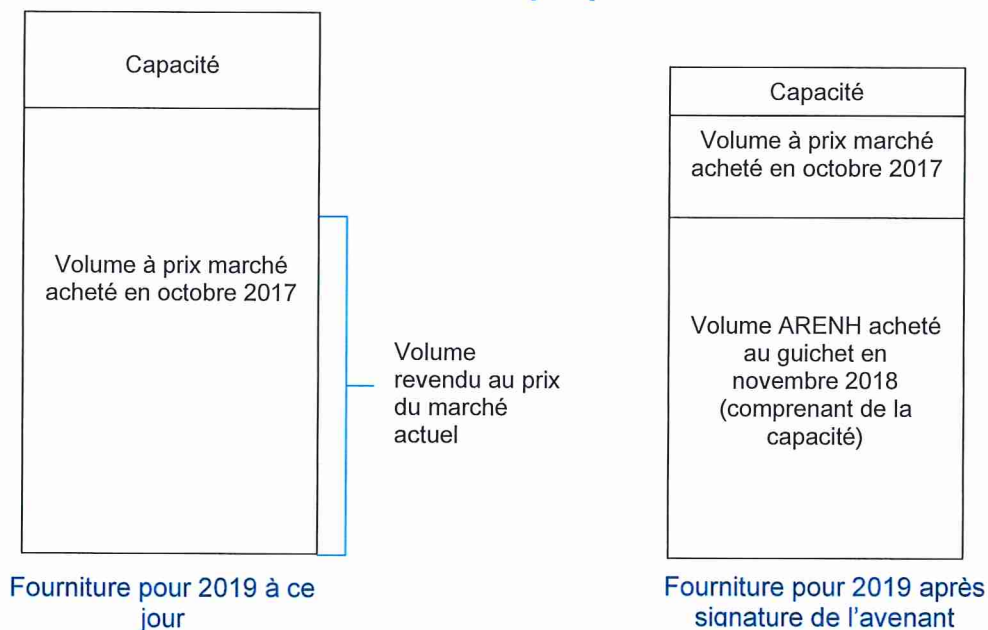 Capacité
Volume à prix marché
acheté en octobre 2017
Volume
revendu au prix
du marché
actuel
Fourniture pour 2019 à ce
jour
Capacité
Volume à prix marché
acheté en octobre 2017
Volume ARENH acheté
au guichet en
novembre 2018
(comprenant de la
capacité)
Fourniture pour 2019 après
signature de l'avenant